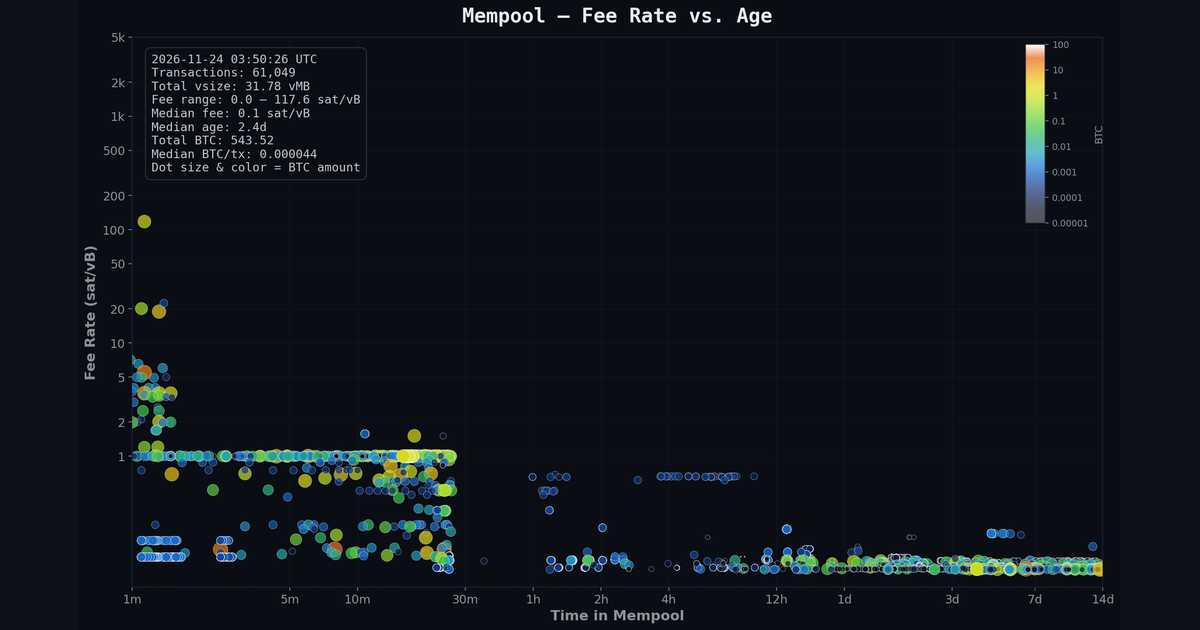 Mempool — Fee Rate vs. Age
2026-11-24 03:50:26 UTC
Transactions: 61,049
Total vsize: 31.78 vMB
Fee range: 0.0 – 117.6 sat/vB
Median fee: 0.1 sat/vB
Median age: 2.4d
Total BTC: 543.52
Median BTC/tx: 0.000044
Dot size & color = BTC amount
100
10
1
0.1
0.01
0.001
0.0001
0.00001
BTC
Fee Rate (sat/vB)
5k
2k
1k
500
200
100
50
20
10
5
2
1
1m
5m
10m
30m
1h
2h
4h
12h
1d
3d
7d
14d
Time in Mempool